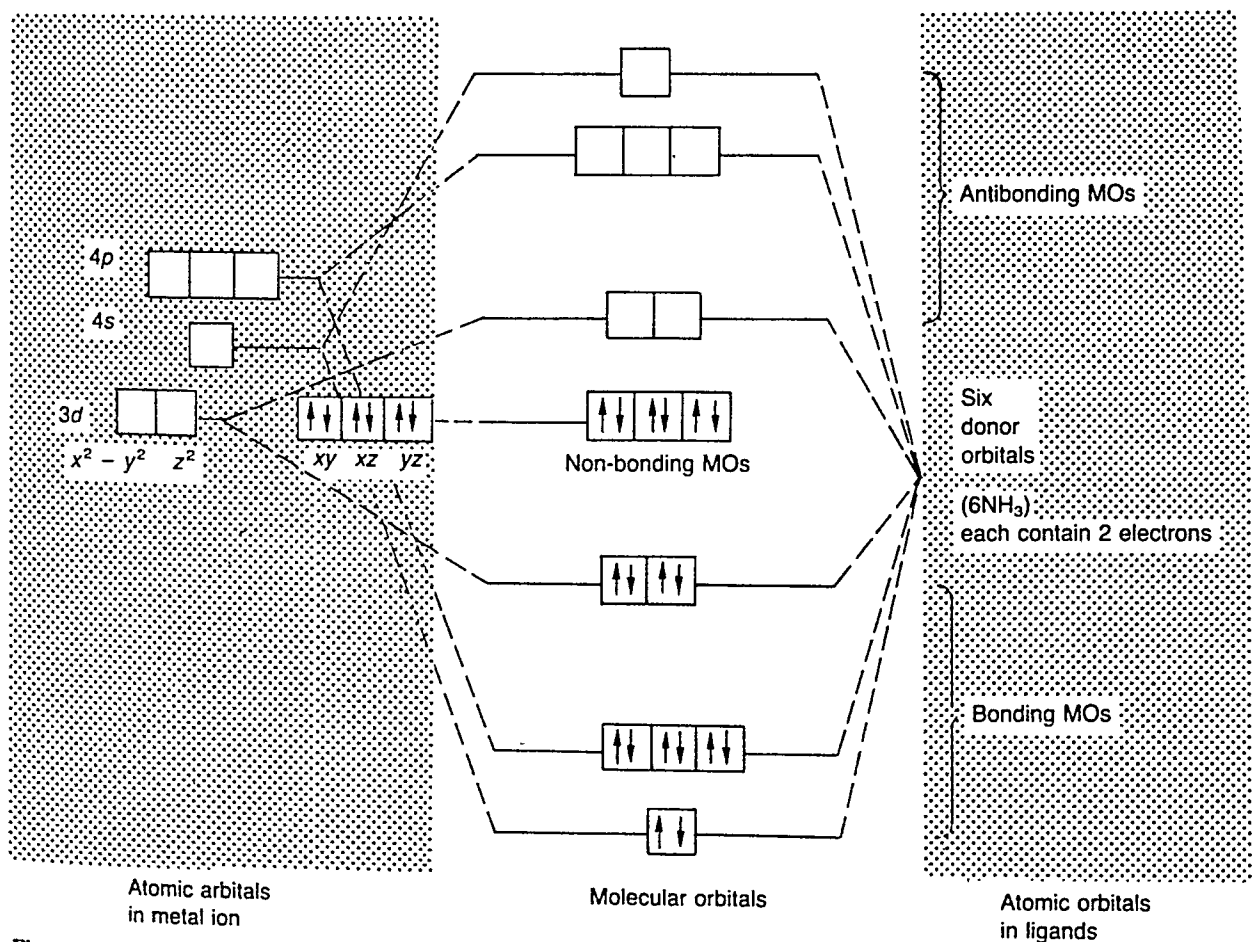 Antibonding MOs
4p
4s
3d
x² − y² z²
xy xz yz
Non-bonding MOs
Six
donor
orbitals
(6NH₃)
each contain 2 electrons
Bonding MOs
Atomic arbitals
in metal ion
Molecular orbitals
Atomic orbitals
in ligands